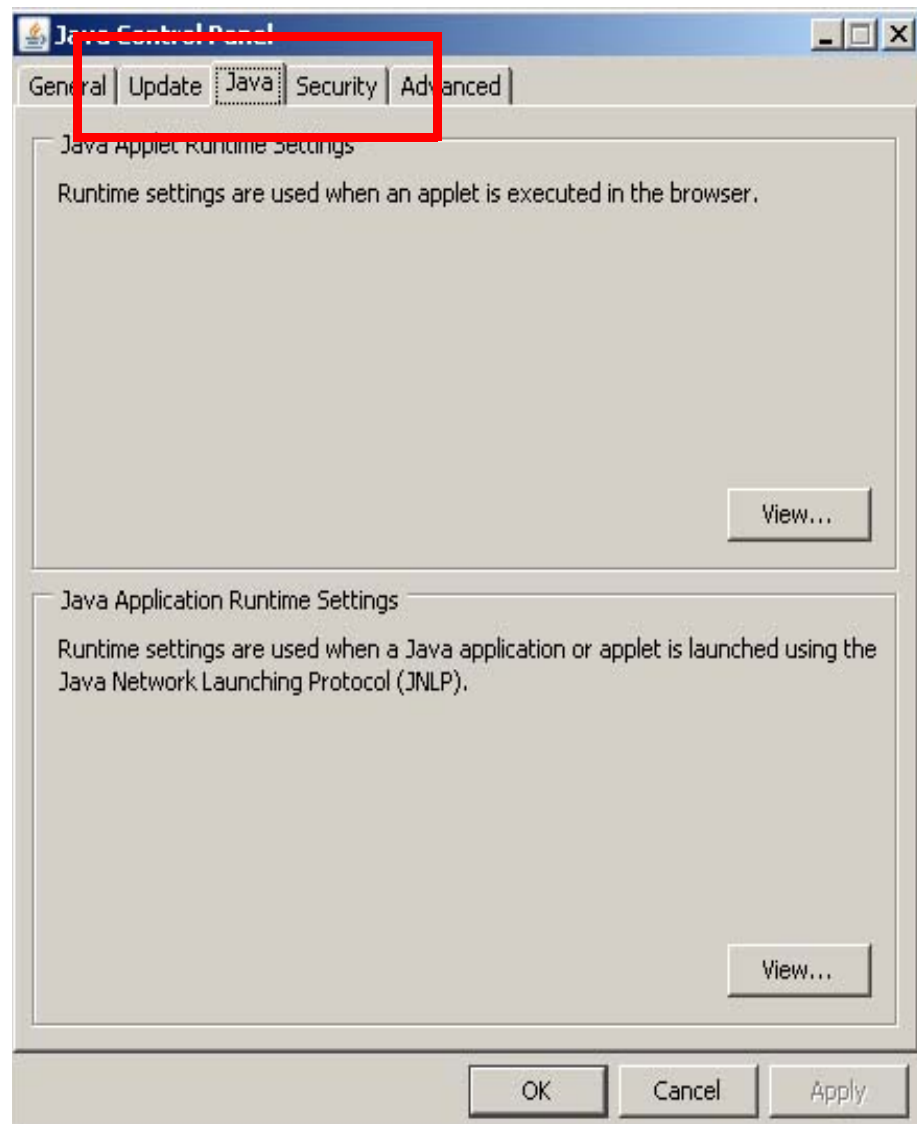 Java Control Panel
General Update Java Security Advanced
Java Applet Runtime Settings
Runtime settings are used when an applet is executed in the browser.
View...
Java Application Runtime Settings
Runtime settings are used when a Java application or applet is launched using the
Java Network Launching Protocol (JNLP).
View...
OK Cancel Apply